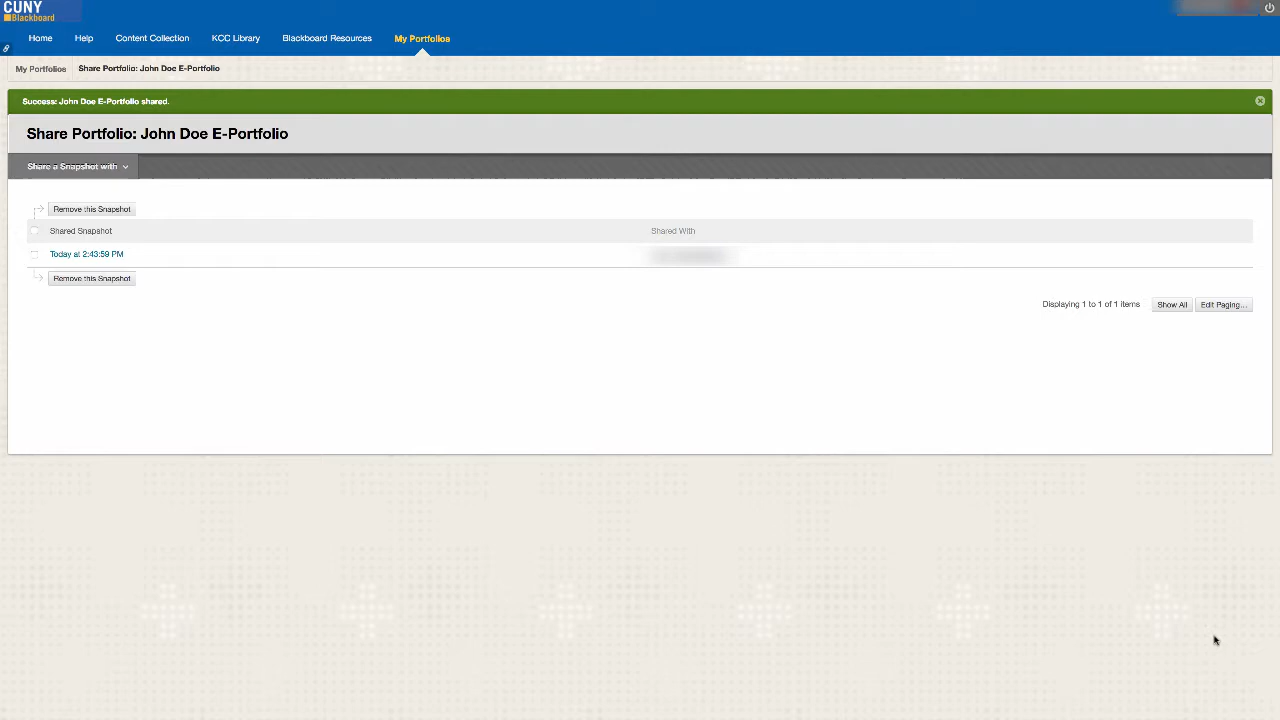 CUNY
Blackboard
Home Help Content Collection KCC Library Blackboard Resources My Portfolios
My Portfolios Share Portfolio: John Doe E-Portfolio
Success: John Doe E-Portfolio shared.
Share Portfolio: John Doe E-Portfolio
Share a Snapshot with
Remove this Snapshot
Shared Snapshot Shared With
Today at 2:43:59 PM
Remove this Snapshot
Displaying 1 to 1 of 1 items Show All Edit Paging...